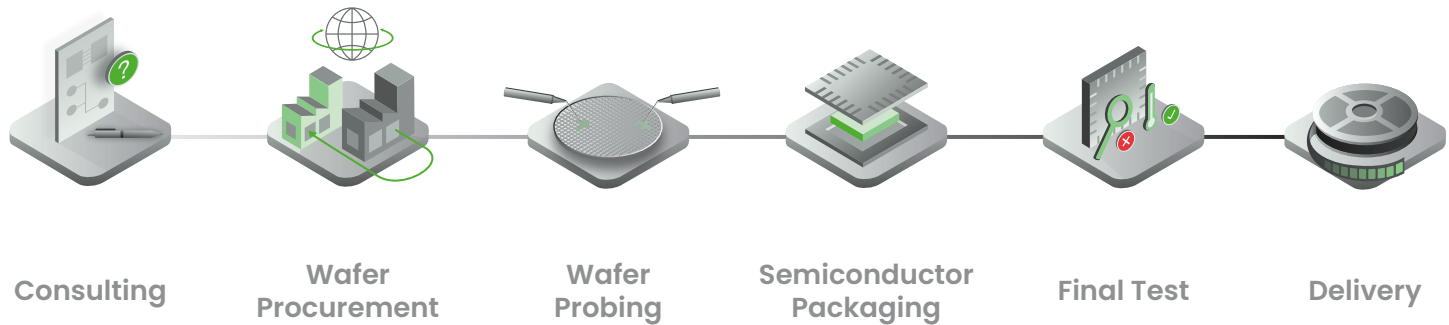 ?
Consulting
Wafer
Procurement
Wafer
Probing
Semiconductor
Packaging
Final Test
Delivery